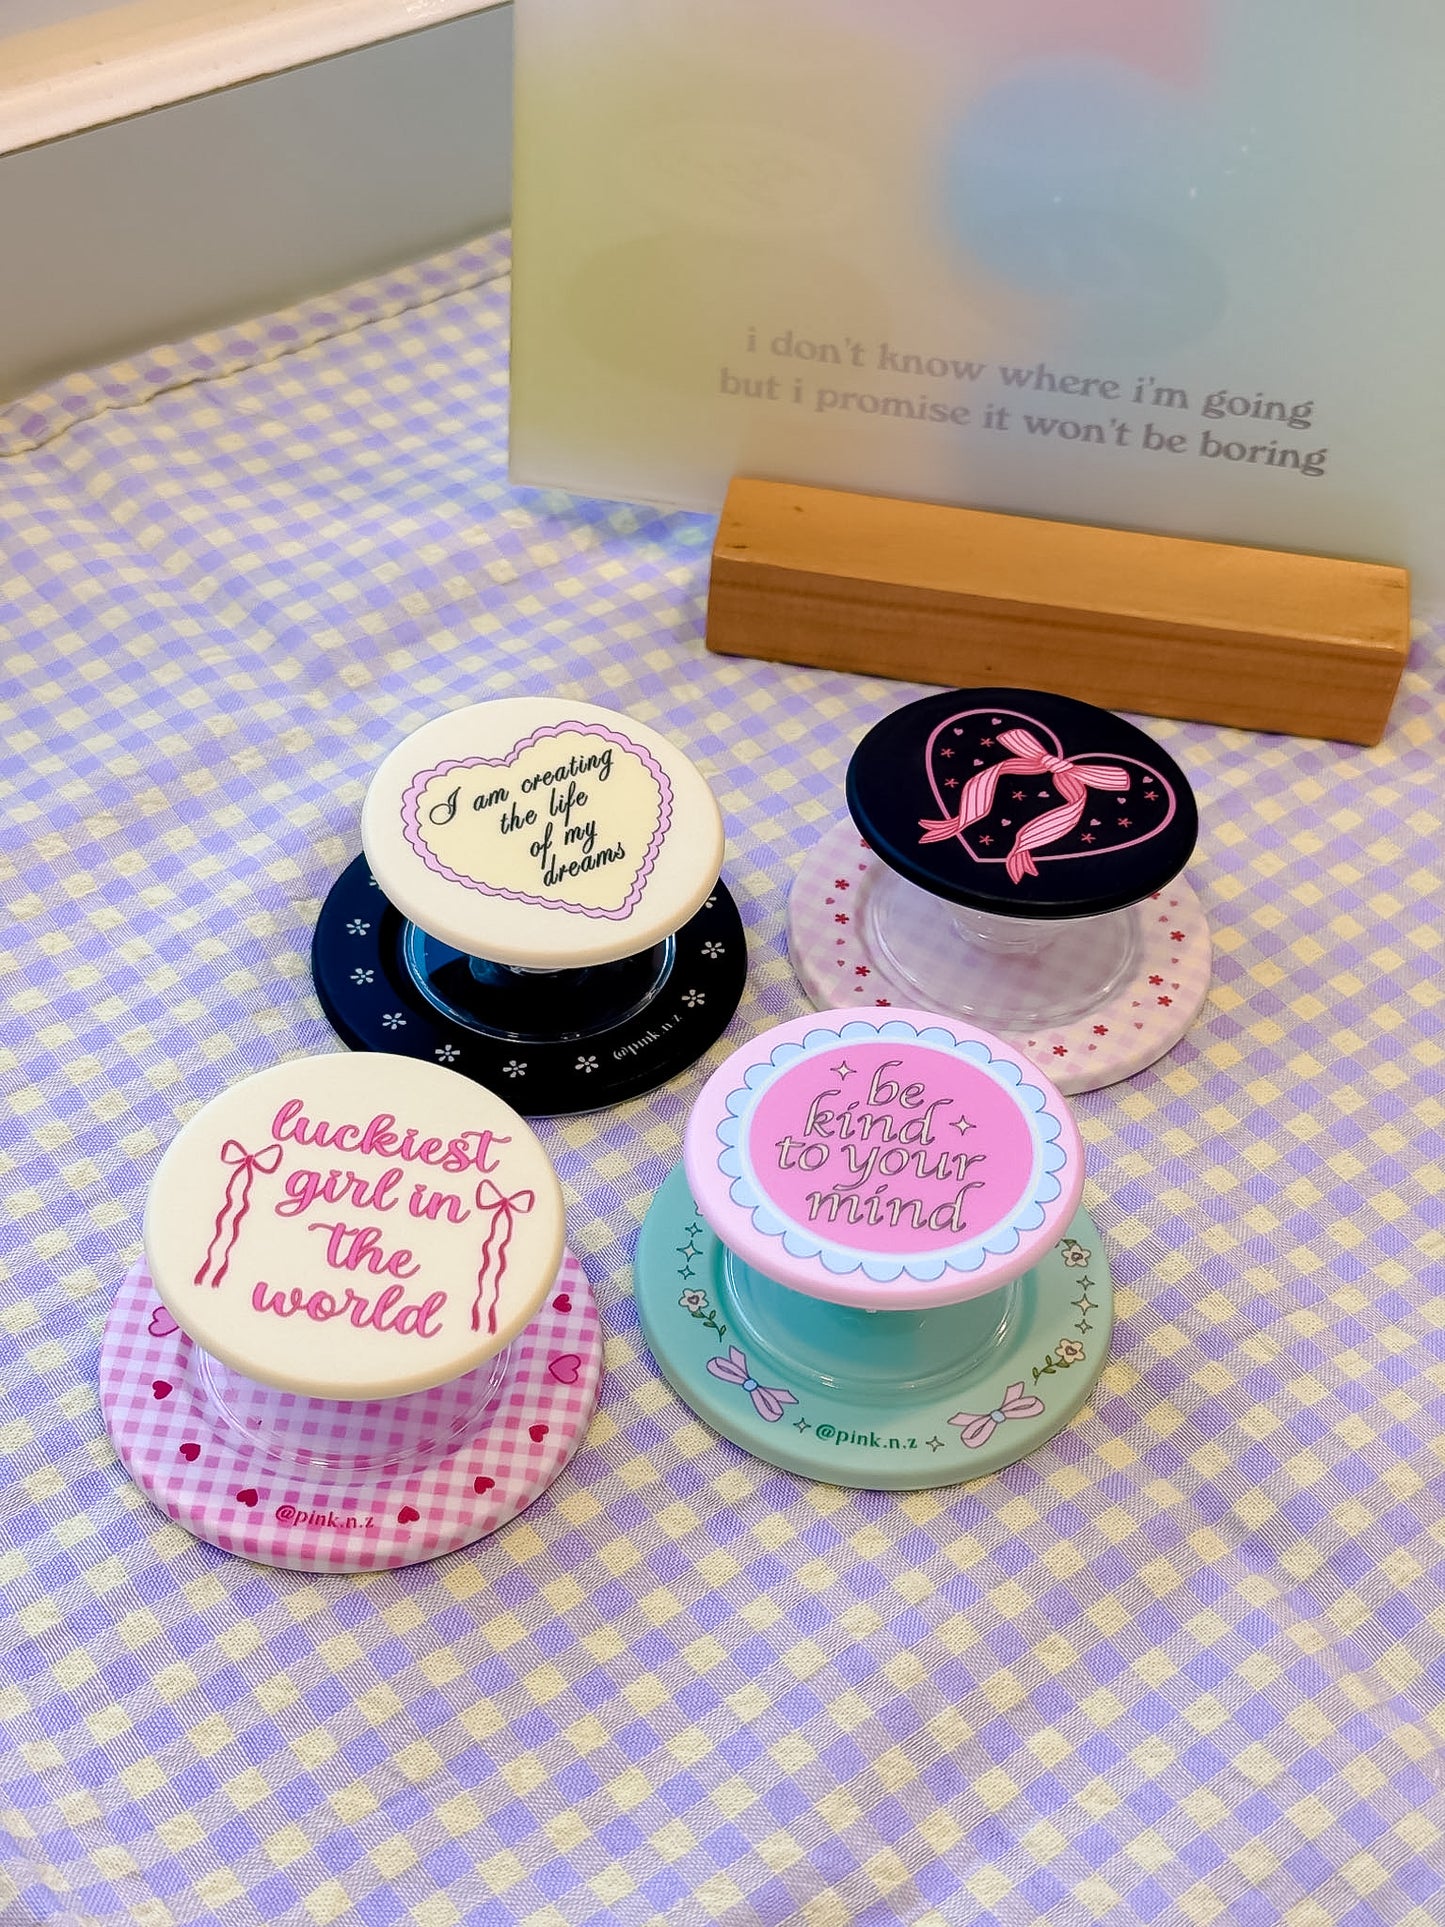 i don't know where i'm going
but i promise it won't be boring
I am creating
the life
of my
dreams
@pink.n.z
luckiest
girl in
the
world
@pink.n.z
be
kind
to your
mind
@pink.n.z